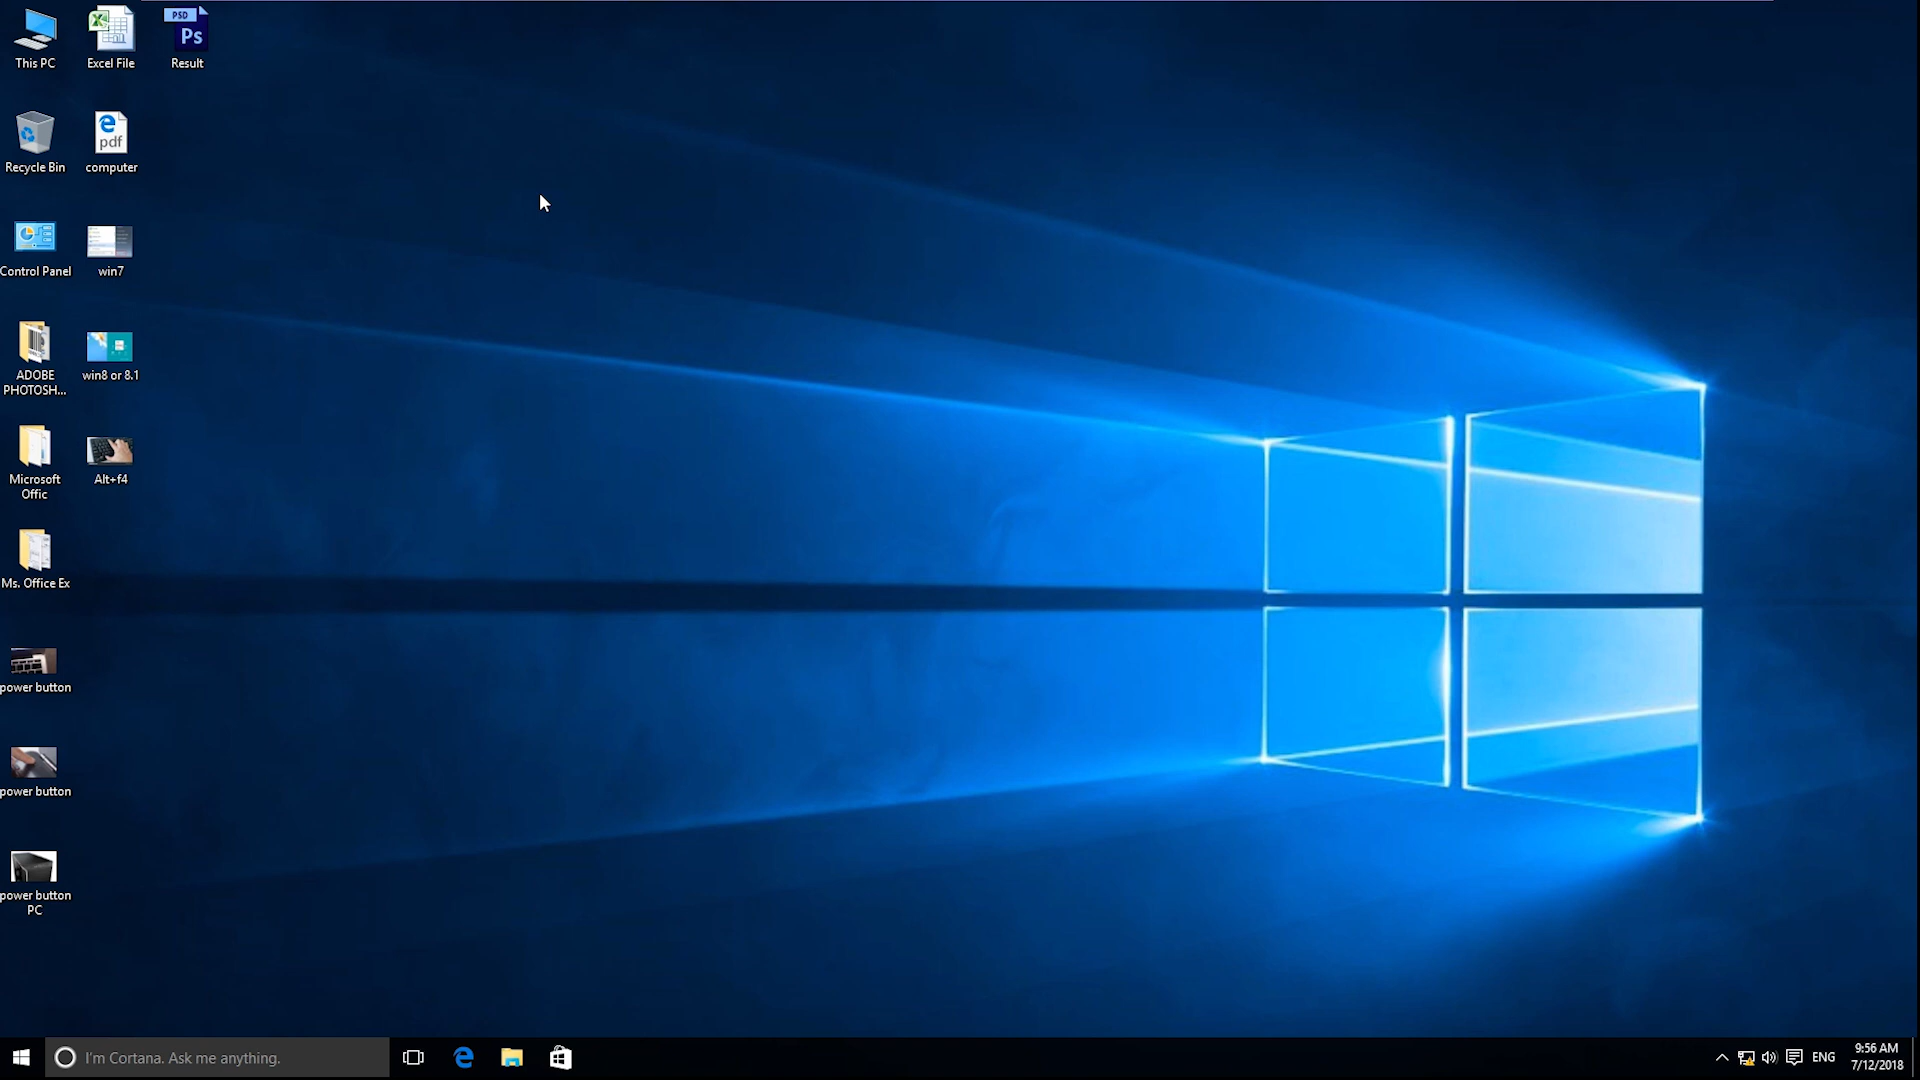 This PC
Excel File
PSD
Ps
Result
Recycle Bin
pdf
computer
Control Panel
win7
ADOBE
PHOTOSH...
win8 or 8.1
Microsoft
Offic
Alt+f4
Ms. Office Ex
power button
power button
power button
PC
I'm Cortana. Ask me anything.
ENG
9:56 AM
7/12/2018